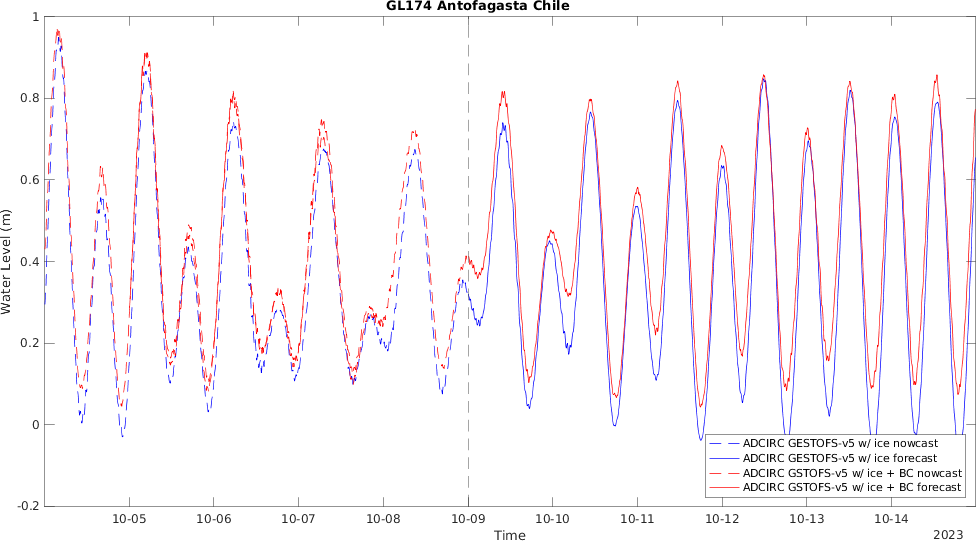 GL174 Antofagasta Chile
1
0.8
0.6
0.4
0.2
0
-0.2
Water Level (m)
10-05 10-06 10-07 10-08 10-09 10-10 10-11 10-12 10-13 10-14
Time
2023
ADCIRC GESTOFS-v5 w/ ice nowcast
ADCIRC GESTOFS-v5 w/ ice forecast
ADCIRC GSTOFS-v5 w/ ice + BC nowcast
ADCIRC GSTOFS-v5 w/ ice + BC forecast